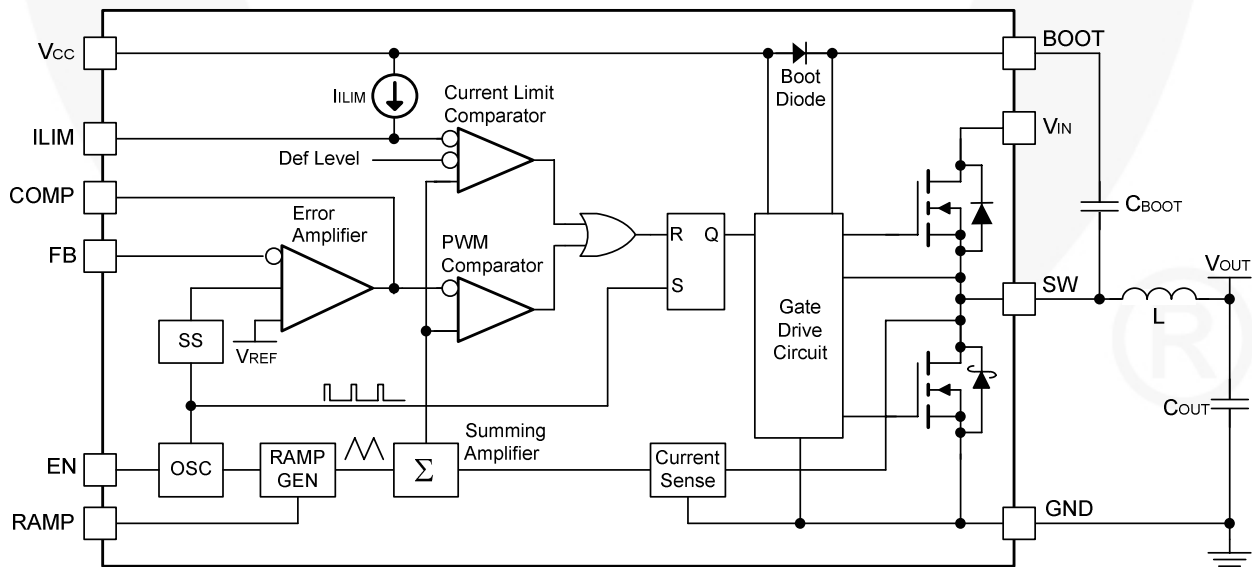 VCC
BOOT
Boot
Diode
IILIM
Current Limit
Comparator
VIN
ILIM
Def Level
COMP
CBOOT
Error
Amplifier
PWM
Comparator
R
Q
FB
S
SW
VOUT
L
Gate
Drive
Circuit
SS
VREF
®
COUT
Summing
Amplifier
EN
OSC
RAMP
GEN
Σ
Current
Sense
RAMP
GND